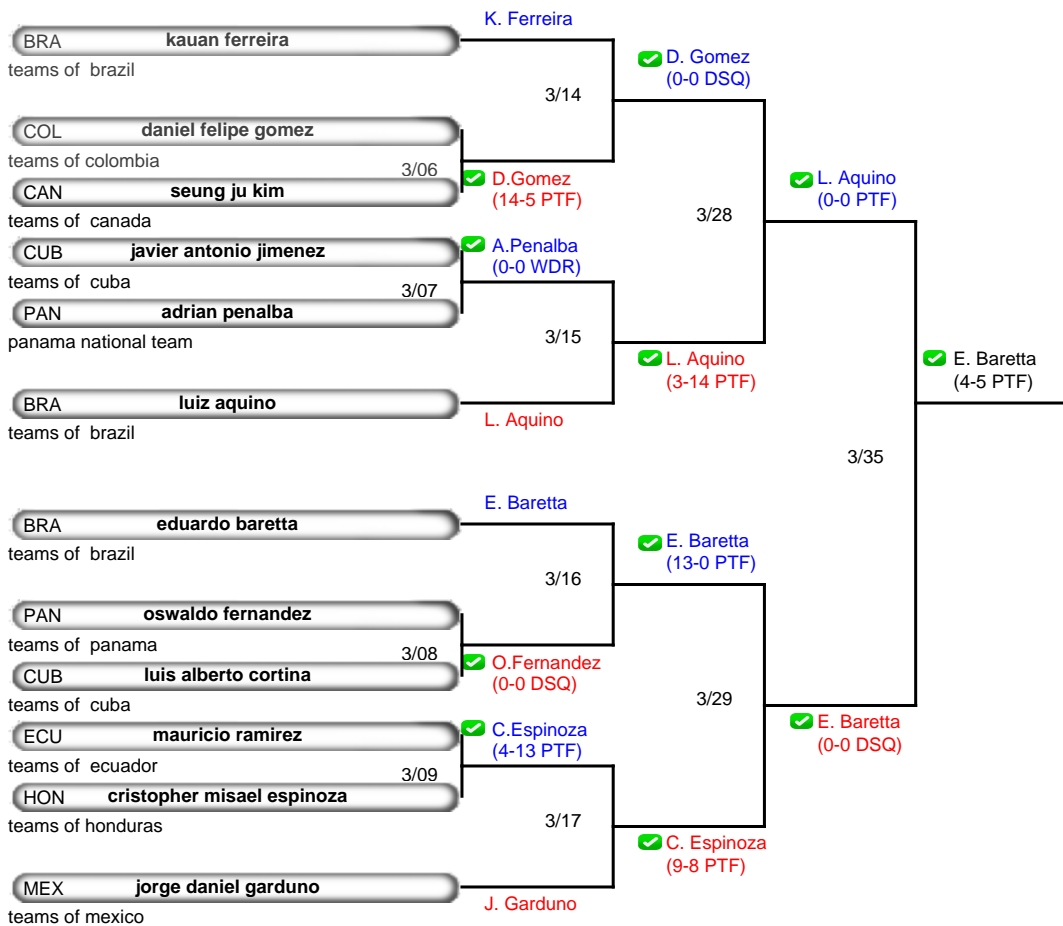 K. Ferreira
BRA kauan ferreira
teams of  brazil
D. Gomez
(0-0 DSQ)
3/14
COL daniel felipe gomez
teams of colombia
3/06
CAN seung ju kim
teams of  canada
D.Gomez
(14-5 PTF)
L. Aquino
(0-0 PTF)
3/28
CUB javier antonio jimenez
teams of  cuba
A.Penalba
(0-0 WDR)
3/07
PAN adrian penalba
panama national team
3/15
L. Aquino
(3-14 PTF)
E. Baretta
(4-5 PTF)
BRA luiz aquino
teams of  brazil
L. Aquino
3/35
E. Baretta
BRA eduardo baretta
teams of  brazil
E. Baretta
(13-0 PTF)
3/16
PAN oswaldo fernandez
teams of  panama
3/08
CUB luis alberto cortina
teams of  cuba
O.Fernandez
(0-0 DSQ)
3/29
ECU mauricio ramirez
teams of  ecuador
C.Espinoza
(4-13 PTF)
E. Baretta
(0-0 DSQ)
3/09
HON cristopher misael espinoza
teams of honduras
3/17
C. Espinoza
(9-8 PTF)
MEX jorge daniel garduno
teams of mexico
J. Garduno